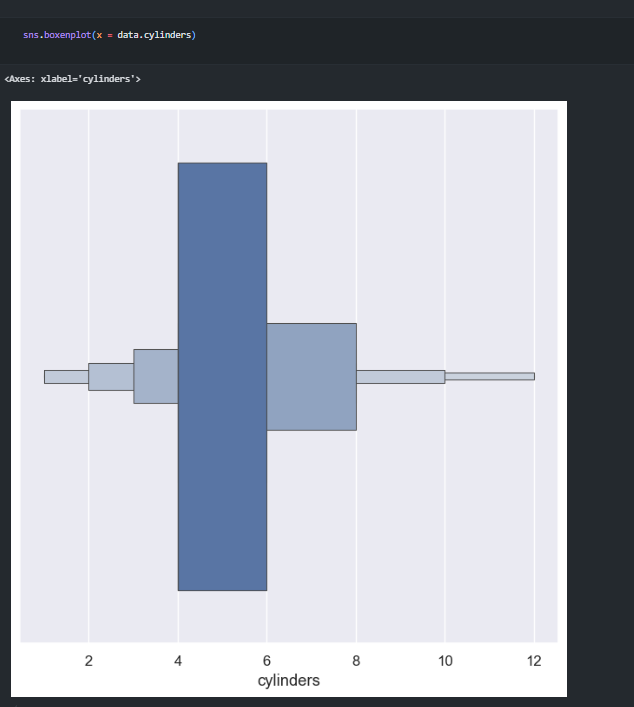 sns.boxenplot(x = data.cylinders)
<Axes: xlabel='cylinders'>
2 4 6 8 10 12
cylinders